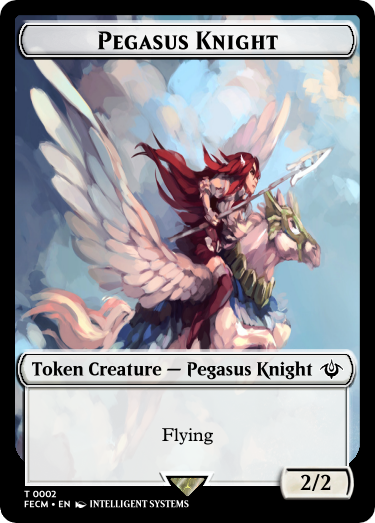 Pegasus Knight
Token Creature — Pegasus Knight
Flying
2/2
T 0002
FECM • EN INTELLIGENT SYSTEMS